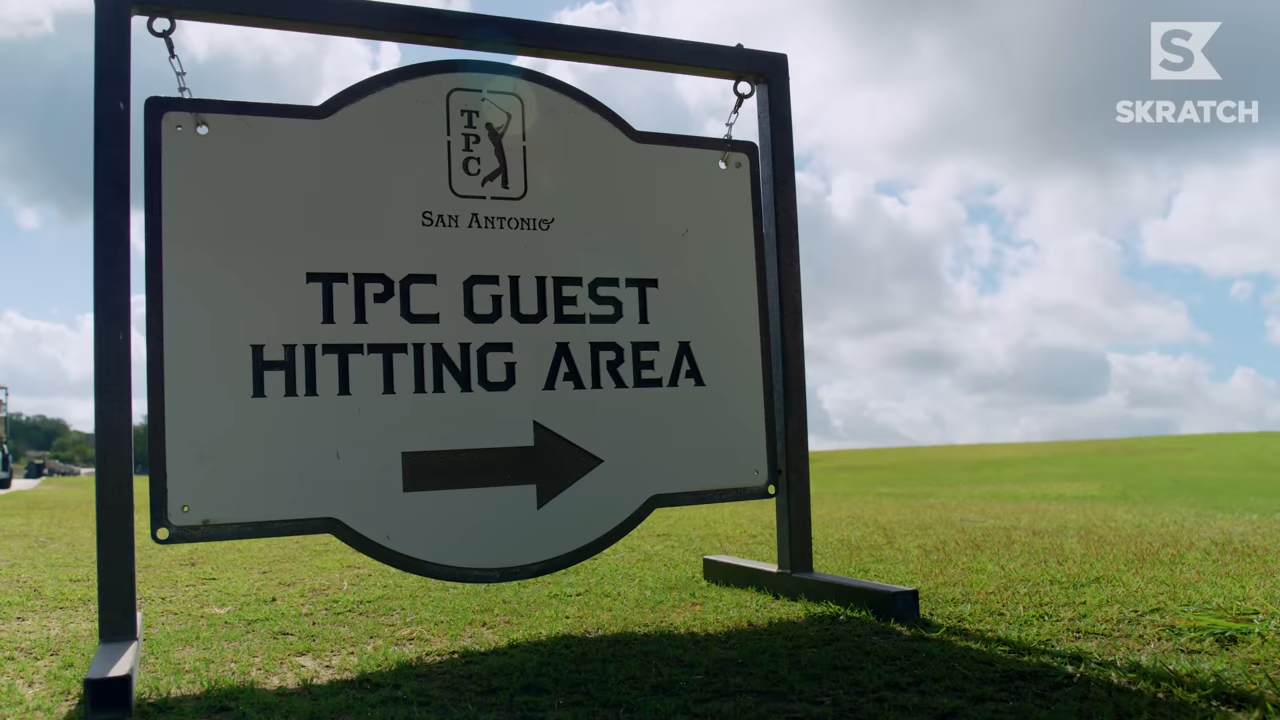 SKRATCH
TPC
San Antonio
TPC GUEST
HITTING AREA